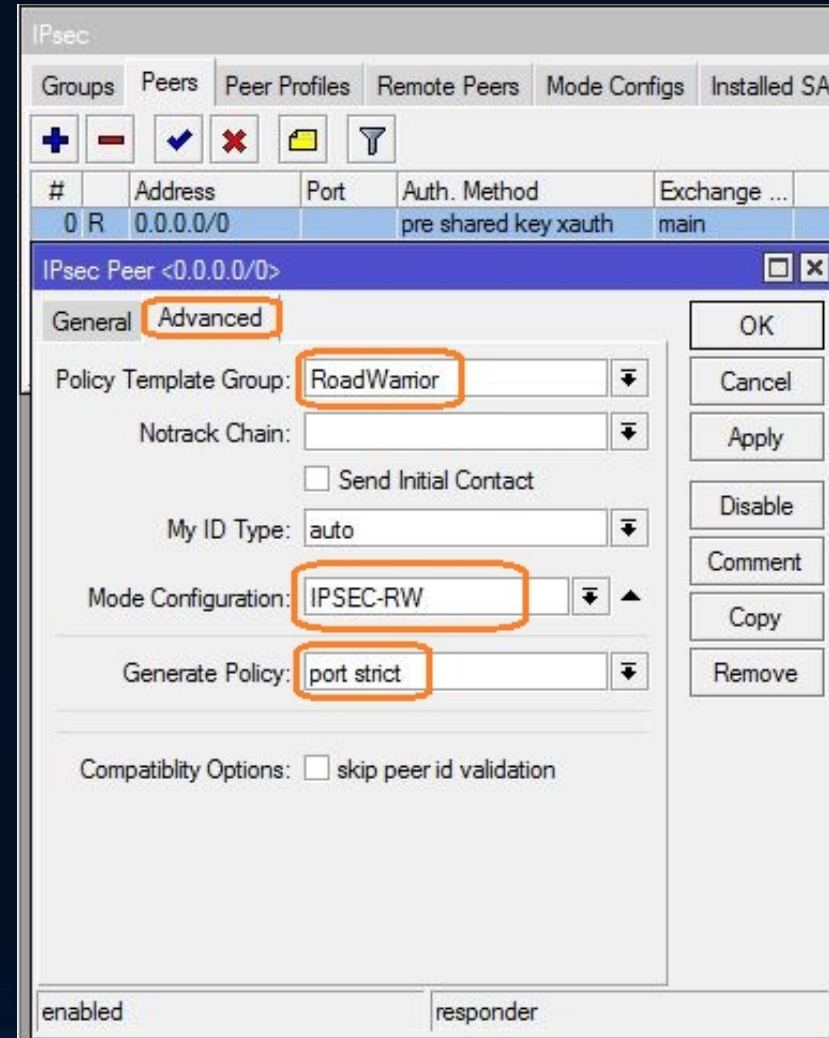 IPsec
Groups Peers Peer Profiles Remote Peers Mode Configs Installed SA
# Address Port Auth. Method Exchange ...
0 R 0.0.0.0/0 pre shared key xauth main
IPsec Peer <0.0.0.0/0>
General Advanced
OK
Policy Template Group: RoadWarrior
Cancel
Notrack Chain:
Apply
Send Initial Contact
Disable
My ID Type: auto
Comment
Mode Configuration: IPSEC-RW
Copy
Generate Policy: port strict
Remove
Compatiblity Options: skip peer id validation
enabled responder